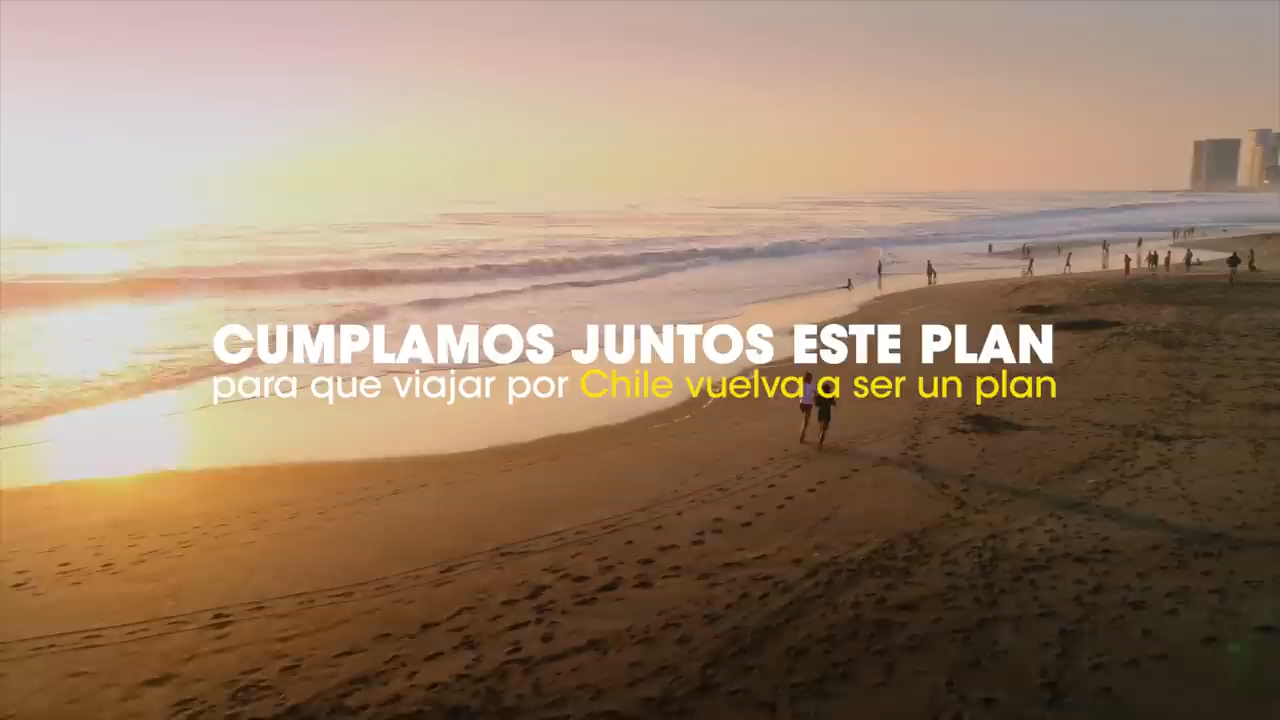 CUMPLAMOS JUNTOS ESTE PLAN
para que viajar por Chile vuelva a ser un plan